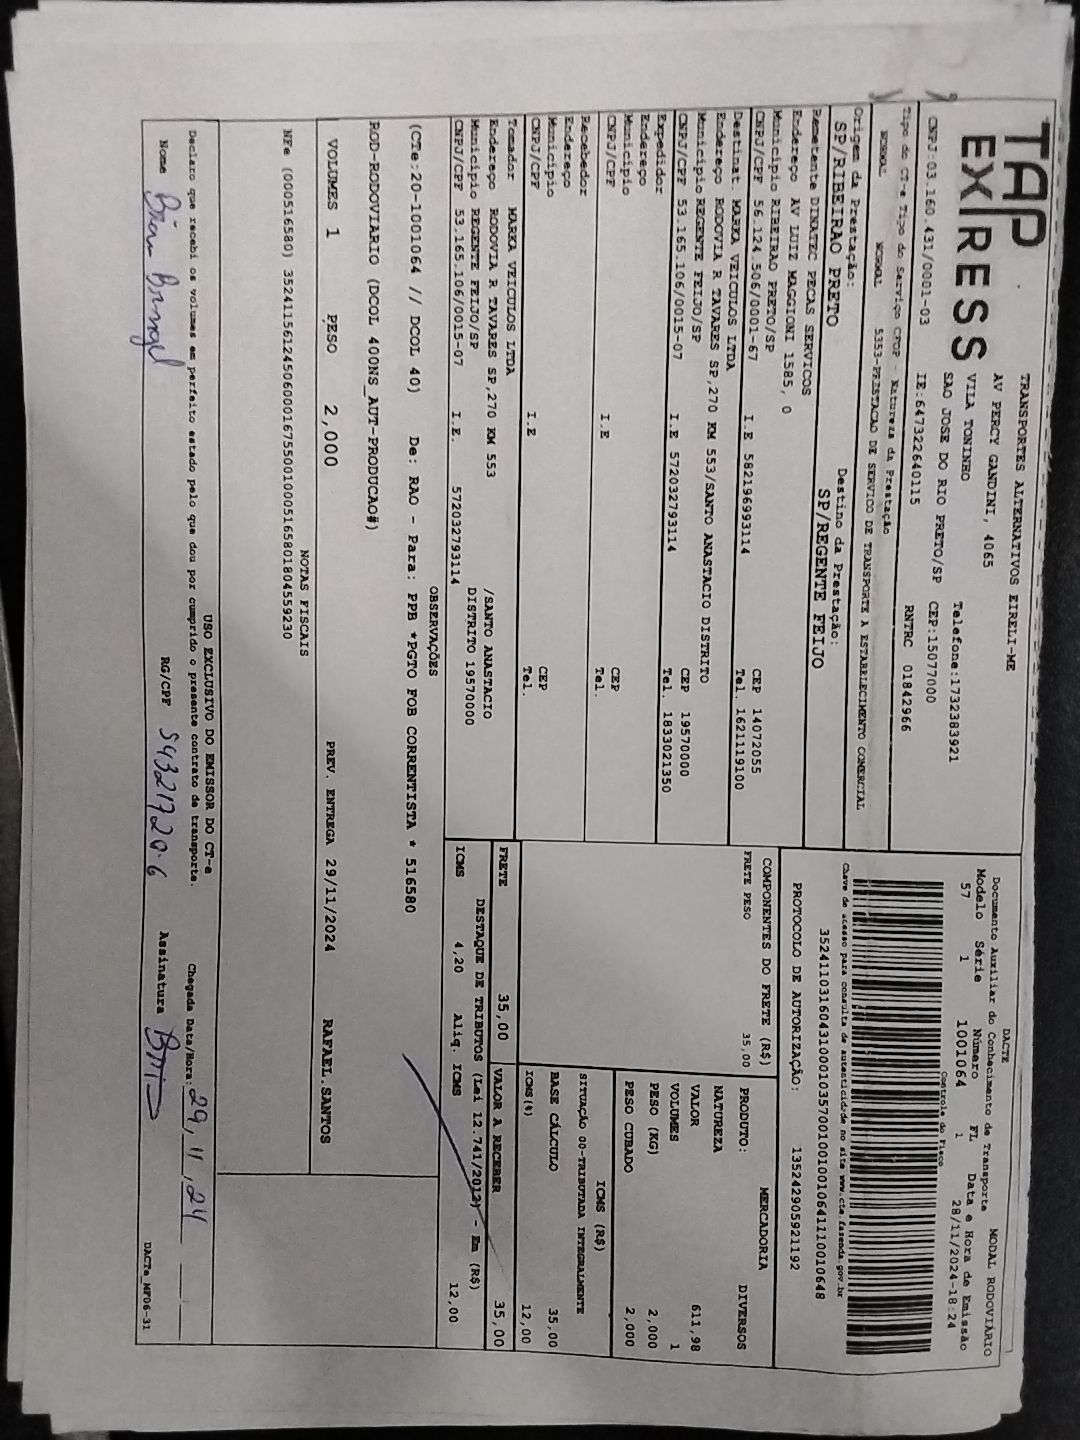 TAP
EXPRESS
TRANSPORTES ALTERNATIVOS EIRELI-ME
AV PERCY GANDINI, 4065
VILA TONINHO Telefone:1732383921
SAO JOSE DO RIO PRETO/SP CEP:15077000
CNPJ:03.160.431/0001-03 IE:647322640115 RNTRC 01842966
DACTE MODAL RODOVIÁRIO
Documento Auxiliar do Conhecimento de Transporte
Modelo Série Número FL Data e Hora de Emissão
57 1 1001064 1 28/11/2024-18:24
Controle do Fisco
Tipo do CT-e Tipo do Serviço CFOP - Natureza da Prestação
NORMAL NORMAL 5353-PRESTACAO DE SERVICO DE TRANSPORTE A ESTABELECIMENTO COMERCIAL
Chave de acesso para consulta de autenticidade no site www.cte.fazenda.gov.br
35241103160431000103570010010010641110010648
PROTOCOLO DE AUTORIZAÇÃO: 135242905921192
Origem da Prestação: Destino da Prestação:
SP/RIBEIRAO PRETO SP/REGENTE FEIJO
Remetente DINATEC PECAS SERVICOS
Endereço AV LUIZ MAGGIONI 1585, 0
Município RIBEIRAO PRETO/SP CEP 14072055
CNPJ/CPF 56.124.506/0001-67 I.E 582196993114 Tel. 1621119100
Destinat. MARKA VEICULOS LTDA
Endereço RODOVIA R TAVARES SP,270 KM 553/SANTO ANASTACIO DISTRITO
Município REGENTE FEIJO/SP CEP 19570000
CNPJ/CPF 53.165.106/0015-07 I.E 572032793114 Tel. 1833021350
Expedidor
Endereço
Município CEP
CNPJ/CPF I.E Tel.
Recebedor
Endereço
Município CEP
CNPJ/CPF I.E Tel.
Tomador MARKA VEICULOS LTDA
Endereço RODOVIA R TAVARES SP,270 KM 553 /SANTO ANASTACIO
Município REGENTE FEIJO/SP DISTRITO 19570000
CNPJ/CPF 53.165.106/0015-07 I.E. 572032793114
COMPONENTES DO FRETE (R$)
FRETE PESO 35,00
MERCADORIA
PRODUTO: DIVERSOS
NATUREZA
VALOR 611,98
VOLUMES 1
PESO (KG) 2,000
PESO CUBADO 2,000
ICMS (R$)
SITUAÇÃO 00-TRIBUTADA INTEGRALMENTE
BASE CÁLCULO 35,00
ICMS(%) 12,00
FRETE 35,00 VALOR A RECEBER 35,00
DESTAQUE DE TRIBUTOS (Lei 12.741/2012) - Em (R$)
ICMS 4,20 Aliq. ICMS 12,00
OBSERVAÇÕES
(CTe:20-1001064 // DCOL 40) De: RAO - Para: PPB *PGTO FOB CORRENTISTA * 516580
ROD-RODOVIARIO (DCOL 400NS_AUT-PRODUCAO#)
VOLUMES 1 PESO 2,000 PREV. ENTREGA 29/11/2024 RAFAEL.SANTOS
NOTAS FISCAIS
NFe (000516580) 35241156124506000167550010005165801804559230
USO EXCLUSIVO DO EMISSOR DO CT-e
Declaro que recebi os volumes em perfeito estado pelo que dou por cumprido o presente contrato de transporte. Chegada Data/Hora: 29,11,24
Nome RG/CPF 54321720.6 Assinatura
DACTe_MF06-31